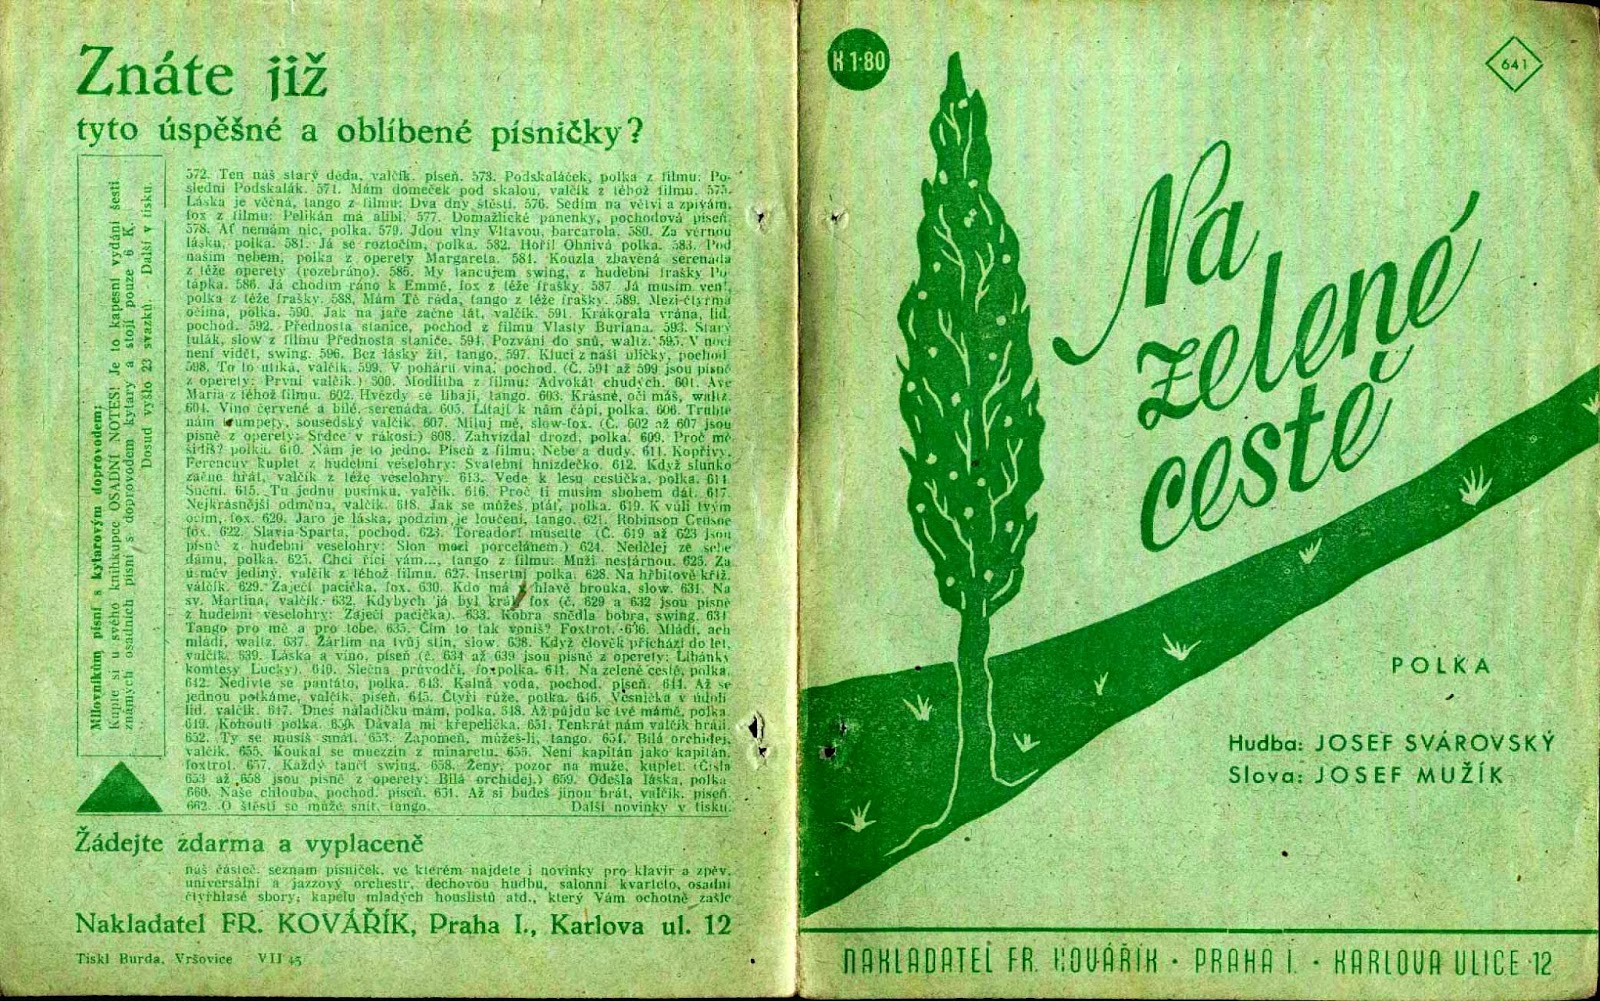 Znáte již
tyto úspěšné a oblíbené písničky?
Milovníkům písní s kytarovým doprovodem:
Kupte si u svého knihkupce OSADNÍ NOTES! Je to kapesní vydání šesti
známých osadních písní s doprovodem kytary a stojí pouze 6 K.
Dosud vyšlo 23 svazků. - Další v tisku.
572. Ten náš starý děda, valčík. píseň. 573. Podskaláček, polka z filmu: Po-
slední Podskalák. 571. Mám domeček pod skalou, valčík z téhož filmu. 575.
Láska je věčná, tango z filmu: Dva dny štěstí. 576. Sedím na větvi a zpívám,
fox z filmu: Pelikán má alibi. 577. Domažlické panenky, pochodová píseň.
578. Ať nemám nic, polka. 579. Jdou vlny Vltavou, barcarola. 580. Za věrnou
lásku, polka. 581. Já se roztočím, polka. 582. Hoří! Ohnivá polka. 583. Pod
naším nebem, polka z operety Margareta. 581. Kouzla zbavená serenáda
z téže operety (rozebráno). 585. My tancujem swing, z hudební frašky Po-
tápka. 586. Já chodím ráno k Emmě, fox z téže frašky. 587 Já musím ven!,
polka z téže frašky. 588. Mám Tě ráda, tango z téže frašky. 589. Mezi čtyřma
očima, polka. 590. Jak na jaře začne tát, valčík. 591. Krákorala vrána, lid.
pochod. 592. Přednosta stanice, pochod z filmu Vlasty Buriana. 593. Starý
tulák, slow z filmu Přednosta stanice. 594. Pozvání do snů, waltz. 595. V noci
není vidět, swing. 596. Bez lásky žít, tango. 597. Kluci z naší uličky, pochod.
598. To to utíká, valčík. 599. V poháru vína, pochod. (Č. 594 až 599 jsou písně
z operety: První valčík.) 300. Modlitba z filmu: Advokát chudých. 601. Ave
Maria z téhož filmu. 602. Hvězdy se líbají, tango. 603. Krásné oči máš, waltz.
604. Víno červené a bílé, serenáda. 605. Lítají k nám čápi, polka. 606. Trubte
nám trumpety, sousedský valčík. 607. Miluj mě, slow-fox. (Č. 602 až 607 jsou
písně z operety: Srdce v rákosí.) 608. Zahvízdal drozd, polka. 609. Proč mě
šidíš? polka. 610. Nám je to jedno. Píseň z filmu: Nebe a dudy. 611. Kopřivy.
Ferencův kuplet z hudební veselohry: Svatební hnízdečko. 612. Když slunko
začne hřát, valčík z téže veselohry. 613. Vede k lesu cestička, polka. 614
Snění. 615. Tu jednu pusinku, valčík. 616. Proč ti musím sbohem dát. 617.
Nejkrásnější odměna, valčík. 618. Jak se můžeš ptát, polka. 619. K vůli tvým
očím, fox. 620. Jaro je láska, podzim je loučení, tango. 621. Robinson Crusoe
fox. 622. Slavia-Sparta, pochod. 623. Toreador! musette (Č. 619 až 623 jsou
písně z hudební veselohry: Slon mezi porcelánem.) 624. Nedělej ze sebe
dámu, polka. 625. Chci říci vám..., tango z filmu: Muži nestárnou. 625. Za
úsměv jediný, valčík z téhož filmu. 627. Insertní polka. 628. Na hřbitově kříž,
valčík. 629. Zaječí pacička, fox. 630. Kdo má v hlavě brouka, slow. 631. Na
sv. Martina, valčík. 632. Kdybych já byl král fox (č. 629 a 632 jsou písně
z hudební veselohry: Zaječí pacička). 633. Kobra snědla bobra, swing. 634
Tango pro mě a pro tebe. 635. Čím to tak voníš? Foxtrot. 636. Mládí, ach
mládí, waltz. 637. Žárlím na tvůj stín, slow. 638. Když člověk přichází do let,
valčík. 639. Láska a víno, píseň (č. 634 až 639 jsou písně z operety: Líbánky
komtesy Lucky). 640. Slečna průvodčí, foxpolka. 641. Na zelené cestě, polka.
642. Nedivte se pantáto, polka. 643. Kalná voda, pochod. píseň. 644. Až se
jednou potkáme, valčík. píseň. 645. Čtyři růže, polka. 646. Vesnička v údolí
lid. valčík. 647. Dnes náladičku mám, polka. 348. Až půjdu ke tvé mámě, polka.
649. Kohoutí polka. 650. Dávala mi křepelička. 651. Tenkrát nám valčík hráli.
652. Ty se musíš smát. 653. Zapomeň, můžeš-li, tango. 654. Bílá orchidej,
valčík. 655. Koukal se muezzin z minaretu. 656. Není kapitán jako kapitán,
foxtrot. 657. Každý tančí swing. 658. Ženy, pozor na muže, kuplet. (Čísla
653 až 658 jsou písně z operety: Bílá orchidej.) 659. Odešla láska, polka
660. Naše chlouba, pochod. píseň. 631. Až si budeš jinou brát, valčík. píseň.
662. O štěstí se může snít, tango. Další novinky v tisku.
Žádejte zdarma a vyplaceně
náš částeč. seznam písniček, ve kterém najdete i novinky pro klavír a zpěv,
universální a jazzový orchestr, dechovou hudbu, salonní kvarteto, osadní
čtyřhlasé sbory, kapelu mladých houslistů atd., který Vám ochotně zašle
Nakladatel FR. KOVÁŘÍK, Praha I., Karlova ul. 12
Tiskl Burda, Vršovice VII 45
K 1·80
641
Na
zelené
cestě
POLKA
Hudba: JOSEF SVÁROVSKÝ
Slova: JOSEF MUŽÍK
NAKLADATEL FR. KOVÁŘÍK · PRAHA I. · KARLOVA ULICE 12